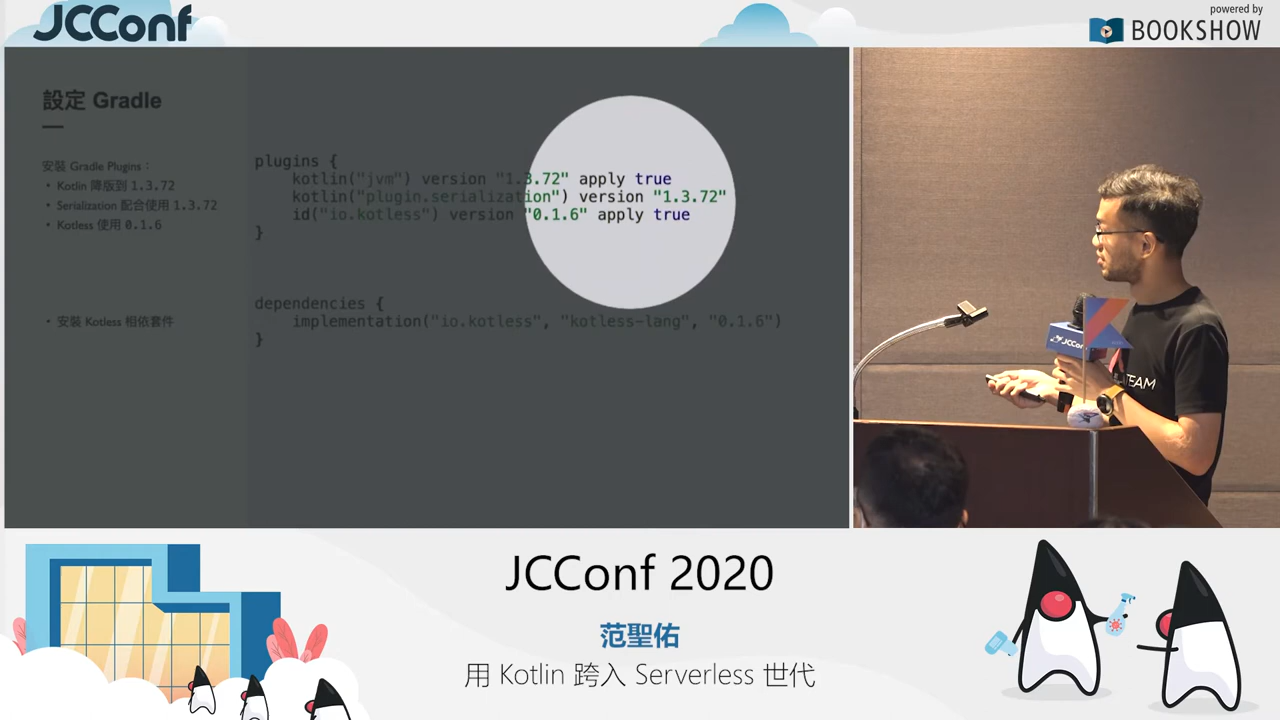 JCConf
powered by
BOOKSHOW
設定 Gradle
安裝 Gradle Plugins：
• Kotlin 降版到 1.3.72
• Serialization 配合使用 1.3.72
• Kotless 使用 0.1.6
• 安裝 Kotless 相依套件
plugins {
kotlin("jvm") version "1.3.72" apply true
kotlin("plugin.serialization") version "1.3.72"
id("io.kotless") version "0.1.6" apply true
}
dependencies {
implementation("io.kotless", "kotless-lang", "0.1.6")
}
JCConf
TEAM
JCConf 2020
范聖佑
用 Kotlin 跨入 Serverless 世代